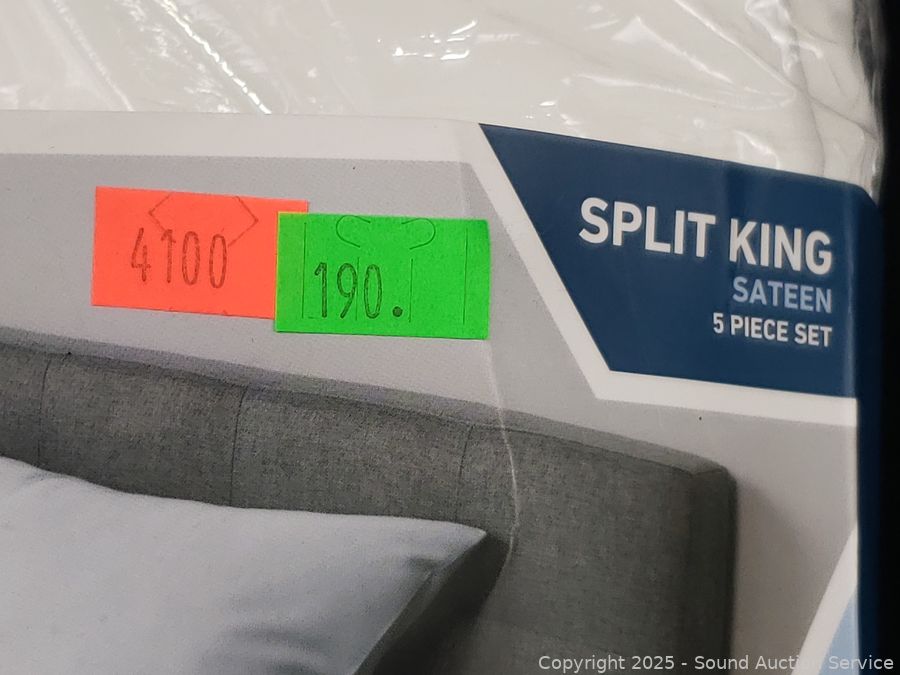 4100
190.
SPLIT KING
SATEEN
5 PIECE SET
Copyright 2025 - Sound Auction Service